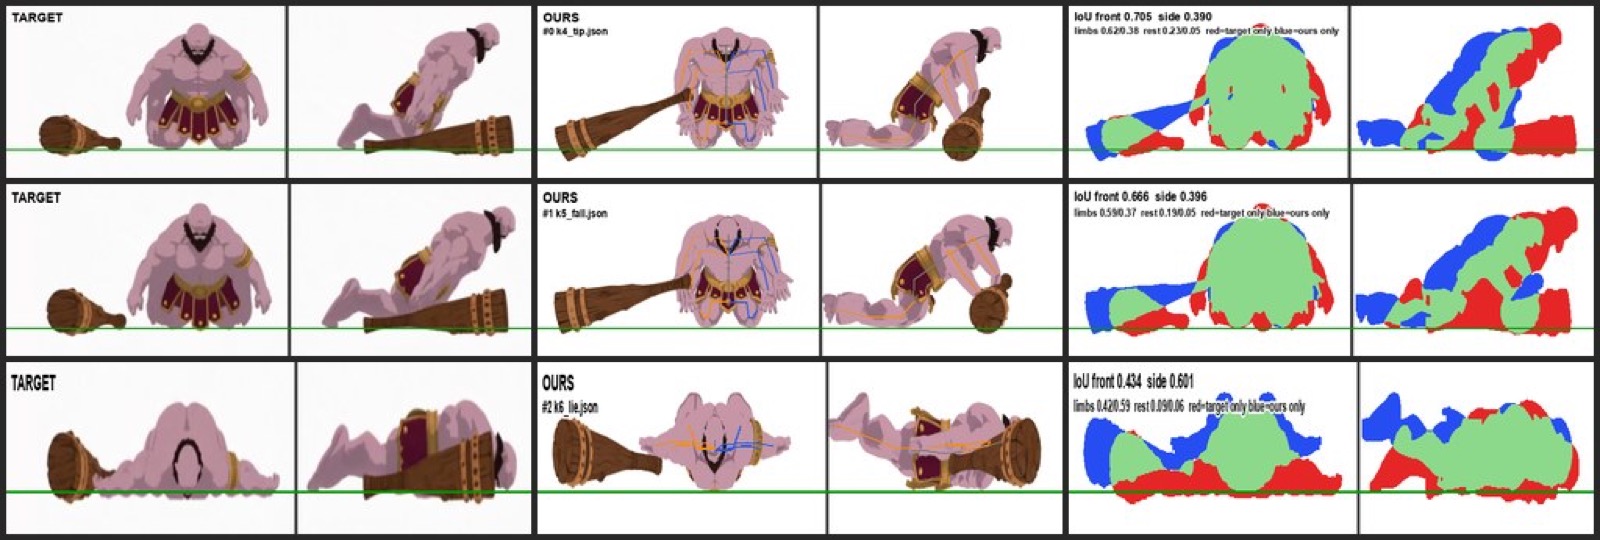 TARGET
OURS
#0 k4_tip.json
IoU front 0.705 side 0.390
limbs 0.62/0.38 rest 0.23/0.05 red=target only blue=ours only
TARGET
OURS
#1 k5_fall.json
IoU front 0.666 side 0.396
limbs 0.59/0.37 rest 0.19/0.05 red=target only blue=ours only
TARGET
OURS
#2 k6_lie.json
IoU front 0.434 side 0.601
limbs 0.42/0.59 rest 0.09/0.06 red=target only blue=ours only